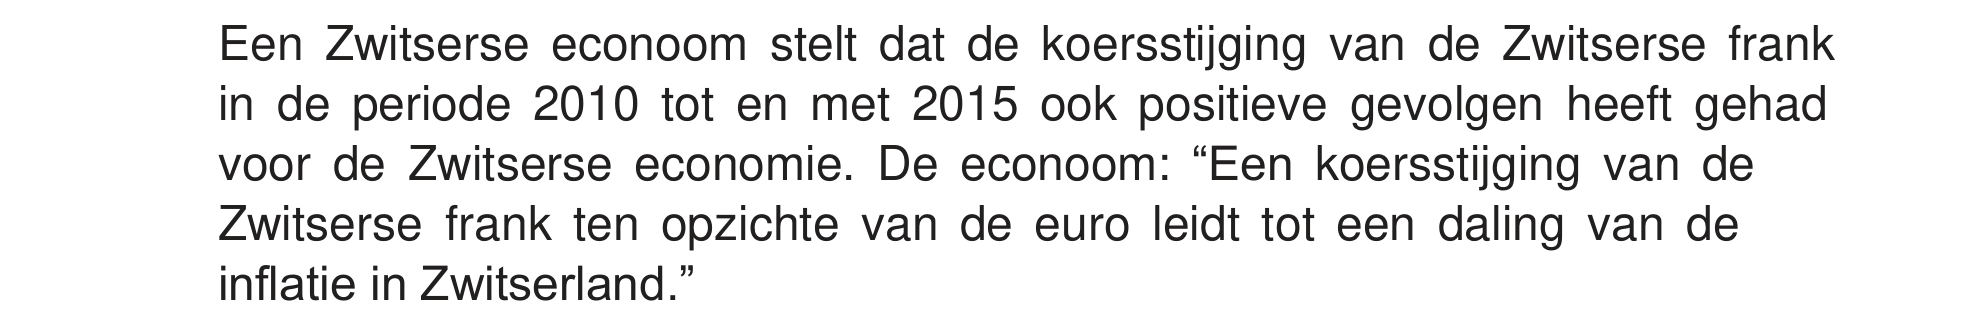 Een Zwitserse econoom stelt dat de koersstijging van de Zwitserse frank
in de periode 2010 tot en met 2015 ook positieve gevolgen heeft gehad
voor de Zwitserse economie. De econoom: “Een koersstijging van de
Zwitserse frank ten opzichte van de euro leidt tot een daling van de
inflatie in Zwitserland.”